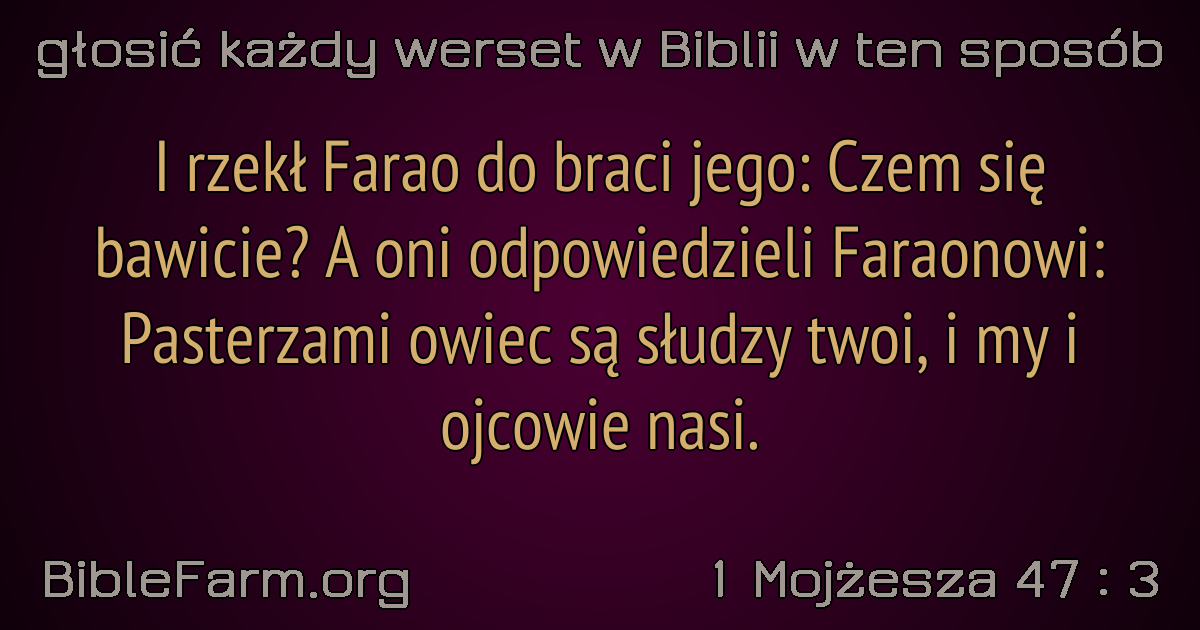 głosić każdy werset w Biblii w ten sposób
I rzekł Farao do braci jego: Czem się
bawicie? A oni odpowiedzieli Faraonowi:
Pasterzami owiec są słudzy twoi, i my i
ojcowie nasi.
BibleFarm.org
1 Mojżesza 47 : 3